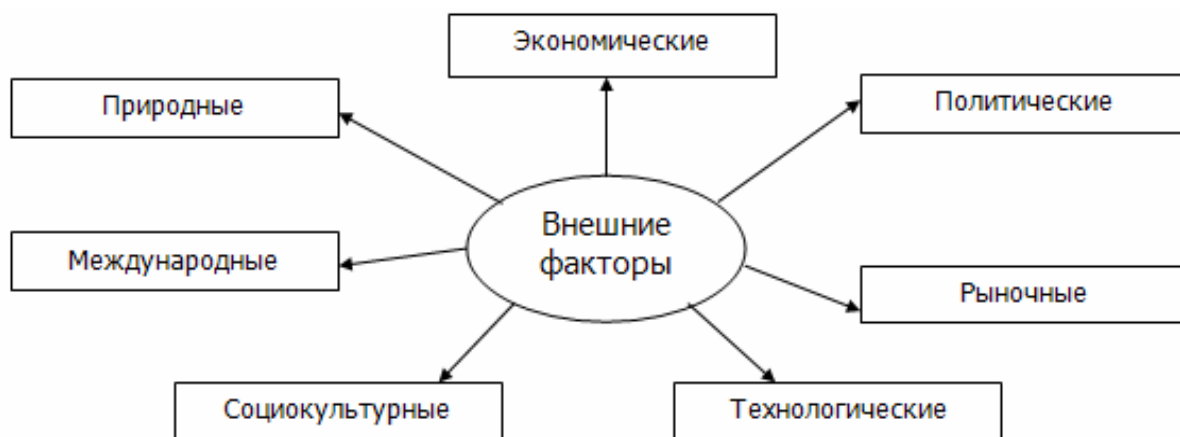 Экономические
Природные
Политические
Внешние
факторы
Международные
Рыночные
Социокультурные
Технологические